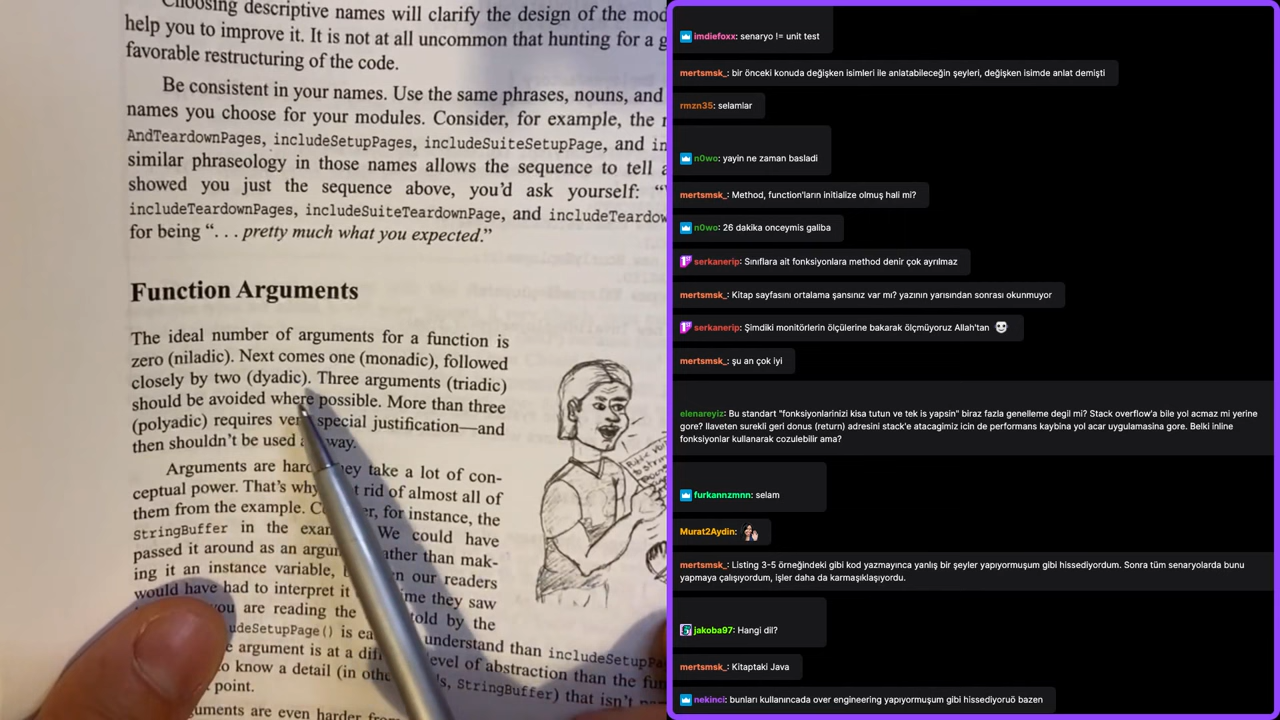 Choosing descriptive names will clarify the design of the mod
help you to improve it. It is not at all uncommon that hunting for a g
favorable restructuring of the code.
Be consistent in your names. Use the same phrases, nouns, and
names you choose for your modules. Consider, for example, the
AndTeardownPages, includeSetupPages, includeSuiteSetupPage, and in
similar phraseology in those names allows the sequence to tell a
showed you just the sequence above, you'd ask yourself: “
includeTeardownPages, includeSuiteTeardownPage, and includeTeardow
for being “. . . pretty much what you expected.”
Function Arguments
The ideal number of arguments for a function is
zero (niladic). Next comes one (monadic), followed
closely by two (dyadic). Three arguments (triadic)
should be avoided where possible. More than three
(polyadic) requires very special justification—and
then shouldn't be used way.
Arguments are hard. They take a lot of con-
ceptual power. That's why t rid of almost all of
them from the example. C r, for instance, the
StringBuffer in the exam We could have
passed it around as an argu ather than mak-
ing it an instance variable, n our readers
would have had to interpret it me they saw
you are reading the told by the
udeSetupPage() is ea understand than includeSetupPa
e argument is at a dif evel of abstraction than the fun
to know a detail (in othe s, StringBuffer) that isn't
point.
uments are even harder
imdiefoxx: senaryo != unit test
mertsmsk_: bir önceki konuda değişken isimleri ile anlatabileceğin şeyleri, değişken isimde anlat demişti
rmzn35: selamlar
n0wo: yayin ne zaman basladi
mertsmsk_: Method, function'ların initialize olmuş hali mi?
n0wo: 26 dakika onceymis galiba
serkanerip: Sınıflara ait fonksiyonlara method denir çok ayrılmaz
mertsmsk_: Kitap sayfasını ortalama şansınız var mı? yazının yarısından sonrası okunmuyor
serkanerip: Şimdiki monitörlerin ölçülerine bakarak ölçmüyoruz Allah'tan
mertsmsk_: şu an çok iyi
elenareyiz: Bu standart "fonksiyonlarinizi kisa tutun ve tek is yapsin" biraz fazla genelleme degil mi? Stack overflow'a bile yol acmaz mi yerine
gore? Ilaveten surekli geri donus (return) adresini stack'e atacagimiz icin de performans kaybina yol acar uygulamasina gore. Belki inline
fonksiyonlar kullanarak cozulebilir ama?
furkannzmnn: selam
Murat2Aydin:
mertsmsk_: Listing 3-5 örneğindeki gibi kod yazmayınca yanlış bir şeyler yapıyormuşum gibi hissediyordum. Sonra tüm senaryolarda bunu
yapmaya çalışıyordum, işler daha da karmaşıklaşıyordu.
jakoba97: Hangi dil?
mertsmsk_: Kitaptaki Java
nekinci: bunları kullanıncada over engineering yapıyormuşum gibi hissediyoruö bazen